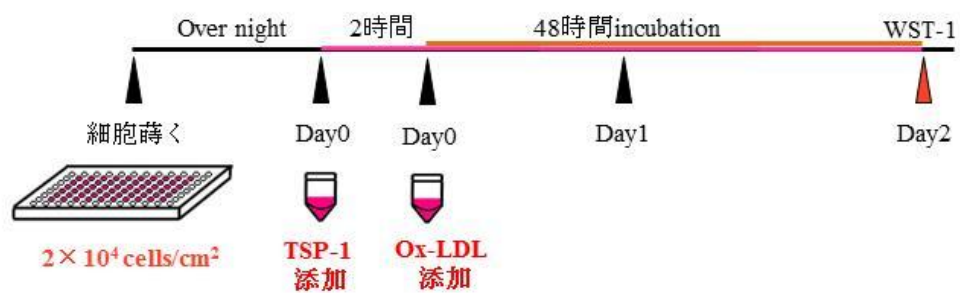 Over night 2時間 48時間incubation WST-1
細胞蒔く Day0 Day0 Day1 Day2
2×10⁴ cells/cm² TSP-1 Ox-LDL
添加 添加